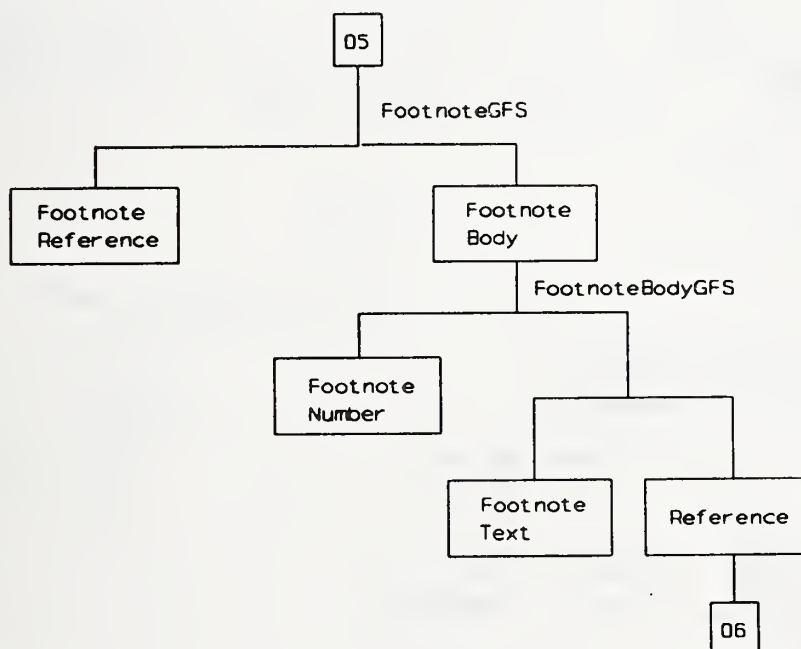 05
FootnoteGFS
Footnote
Reference
Footnote
Body
FootnoteBodyGFS
Footnote
Number
Footnote
Text
Reference
06